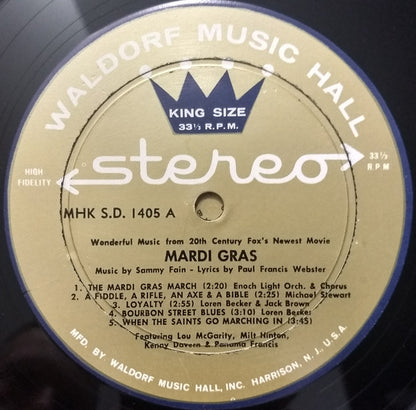 WALDORF MUSIC HALL
KING SIZE
33⅓ R.P.M.
stereo
HIGH
FIDELITY
33⅓
RPM
MHK S.D. 1405 A
Wonderful Music from 20th Century Fox's Newest Movie
MARDI GRAS
Music by Sammy Fain - Lyrics by Paul Francis Webster
1. THE MARDI GRAS MARCH (2:20) Enoch Light Orch. & Chorus
2. A FIDDLE, A RIFLE, AN AXE & A BIBLE (2:25) Michael Stewart
3. LOYALTY (2:55) Loren Becker & Jack Brown
4. BOURBON STREET BLUES (3:10) Loren Becker
5. WHEN THE SAINTS GO MARCHING IN (3:45)
Featuring Lou McGarity, Milt Hinton,
Kenny Davern & Panama Francis
MFD. BY WALDORF MUSIC HALL, INC. HARRISON, N. J., U.S.A.